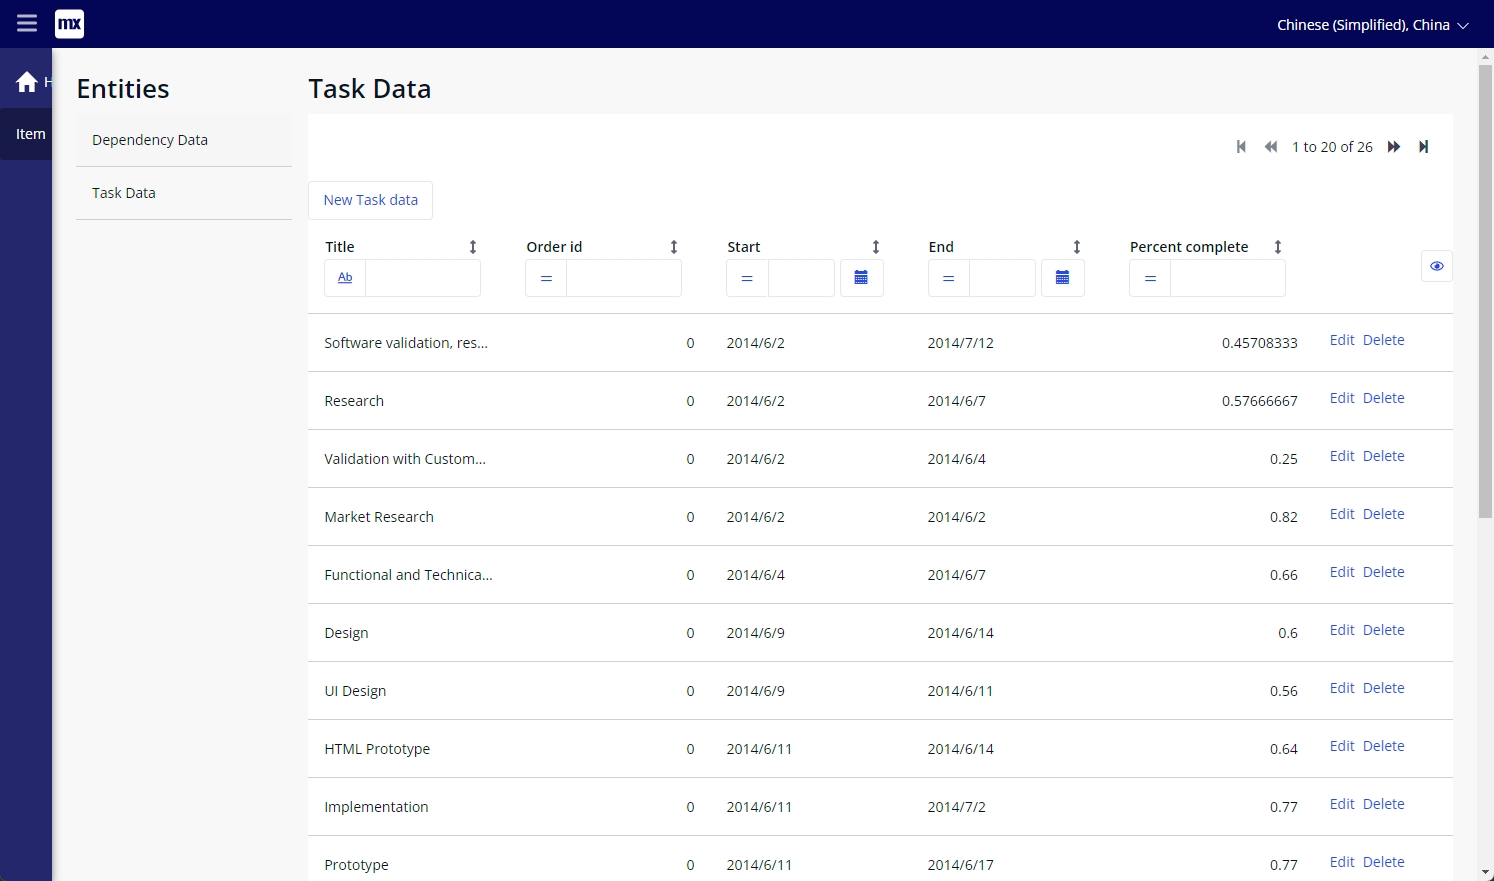 mx
Chinese (Simplified), China
H
Item
Entities
Dependency Data
Task Data
Task Data
1 to 20 of 26
New Task data
Title Order id Start End Percent complete
Ab = = = =
Software validation, res... 0 2014/6/2 2014/7/12 0.45708333 Edit Delete
Research 0 2014/6/2 2014/6/7 0.57666667 Edit Delete
Validation with Custom... 0 2014/6/2 2014/6/4 0.25 Edit Delete
Market Research 0 2014/6/2 2014/6/2 0.82 Edit Delete
Functional and Technica... 0 2014/6/4 2014/6/7 0.66 Edit Delete
Design 0 2014/6/9 2014/6/14 0.6 Edit Delete
UI Design 0 2014/6/9 2014/6/11 0.56 Edit Delete
HTML Prototype 0 2014/6/11 2014/6/14 0.64 Edit Delete
Implementation 0 2014/6/11 2014/7/2 0.77 Edit Delete
Prototype 0 2014/6/11 2014/6/17 0.77 Edit Delete